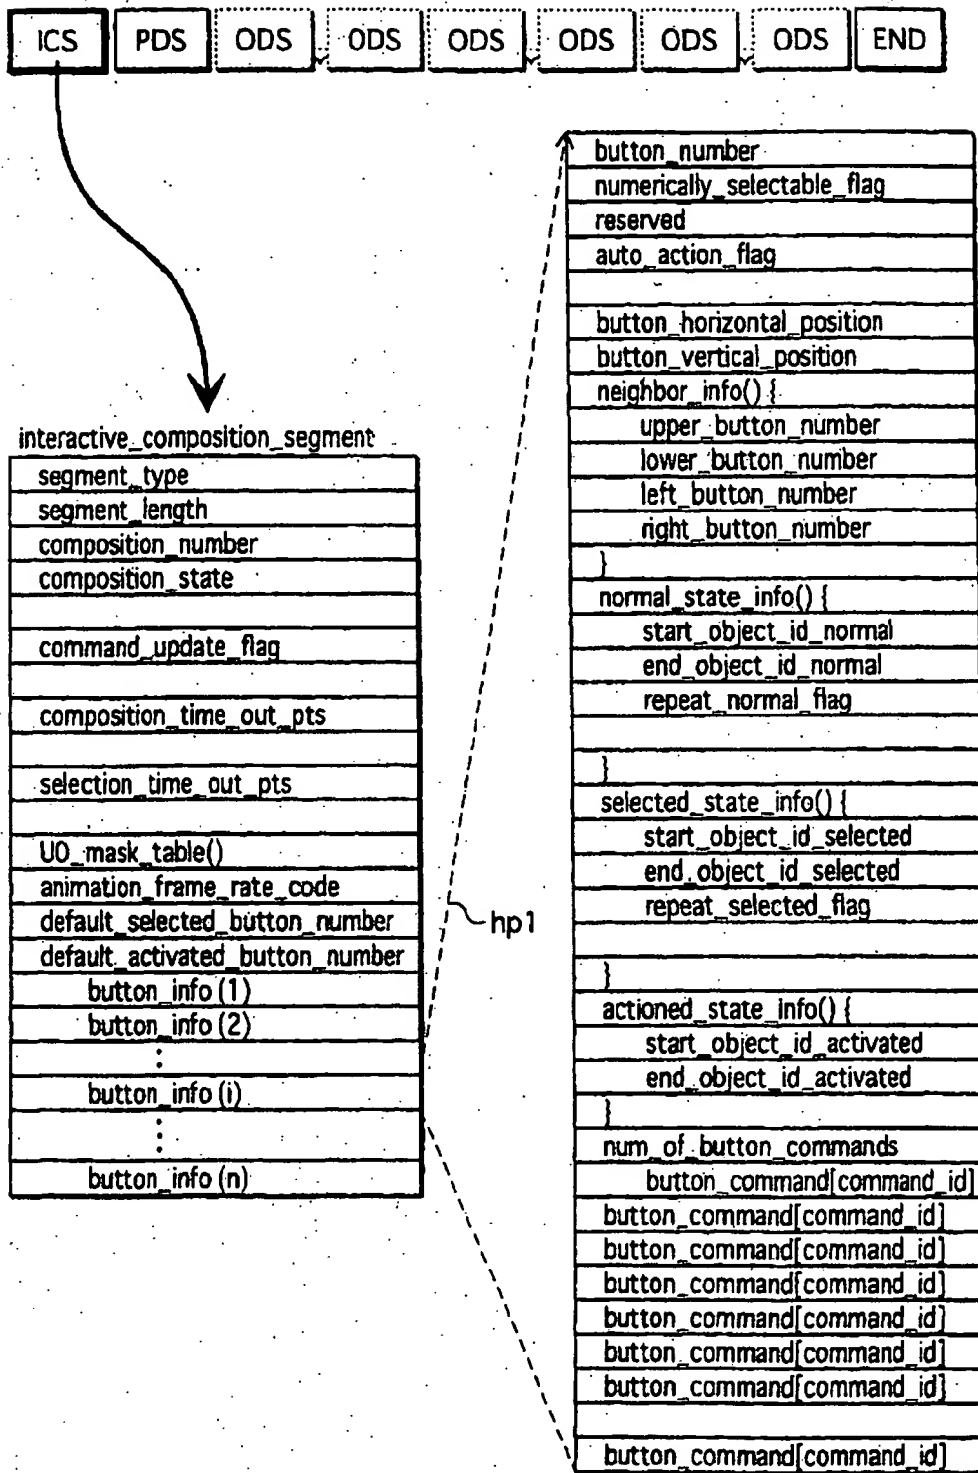 ICS PDS ODS ODS ODS ODS ODS ODS END
interactive_composition_segment
segment_type
segment_length
composition_number
composition_state
command_update_flag
composition_time_out_pts
selection_time_out_pts
UO_mask_table()
animation_frame_rate_code
default_selected_button_number
default_activated_button_number
button_info (1)
button_info (2)
⋮
button_info (i)
⋮
button_info (n)
hp1
button_number
numerically_selectable_flag
reserved
auto_action_flag
button_horizontal_position
button_vertical_position
neighbor_info() {
upper_button_number
lower_button_number
left_button_number
right_button_number
}
normal_state_info() {
start_object_id_normal
end_object_id_normal
repeat_normal_flag
}
selected_state_info() {
start_object_id_selected
end_object_id_selected
repeat_selected_flag
}
actioned_state_info() {
start_object_id_activated
end_object_id_activated
}
num_of_button_commands
button_command[command_id]
button_command[command_id]
button_command[command_id]
button_command[command_id]
button_command[command_id]
button_command[command_id]
button_command[command_id]
button_command[command_id]